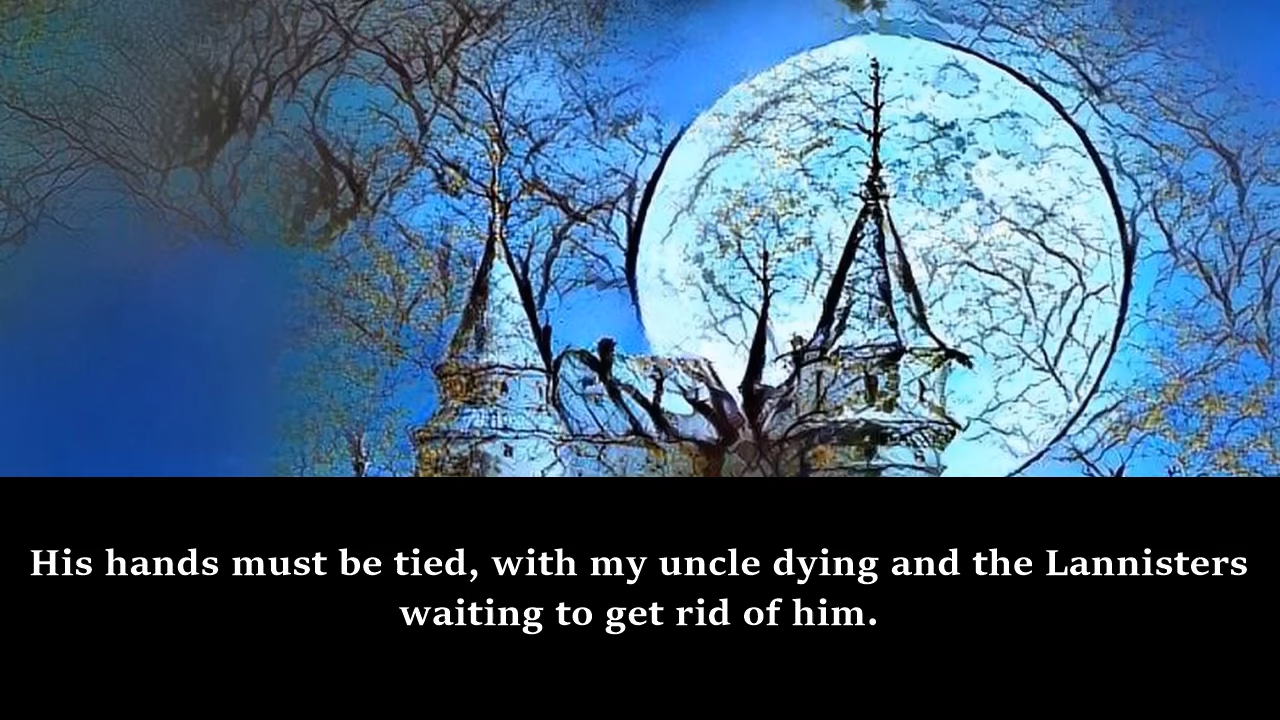 His hands must be tied, with my uncle dying and the Lannisters
waiting to get rid of him.